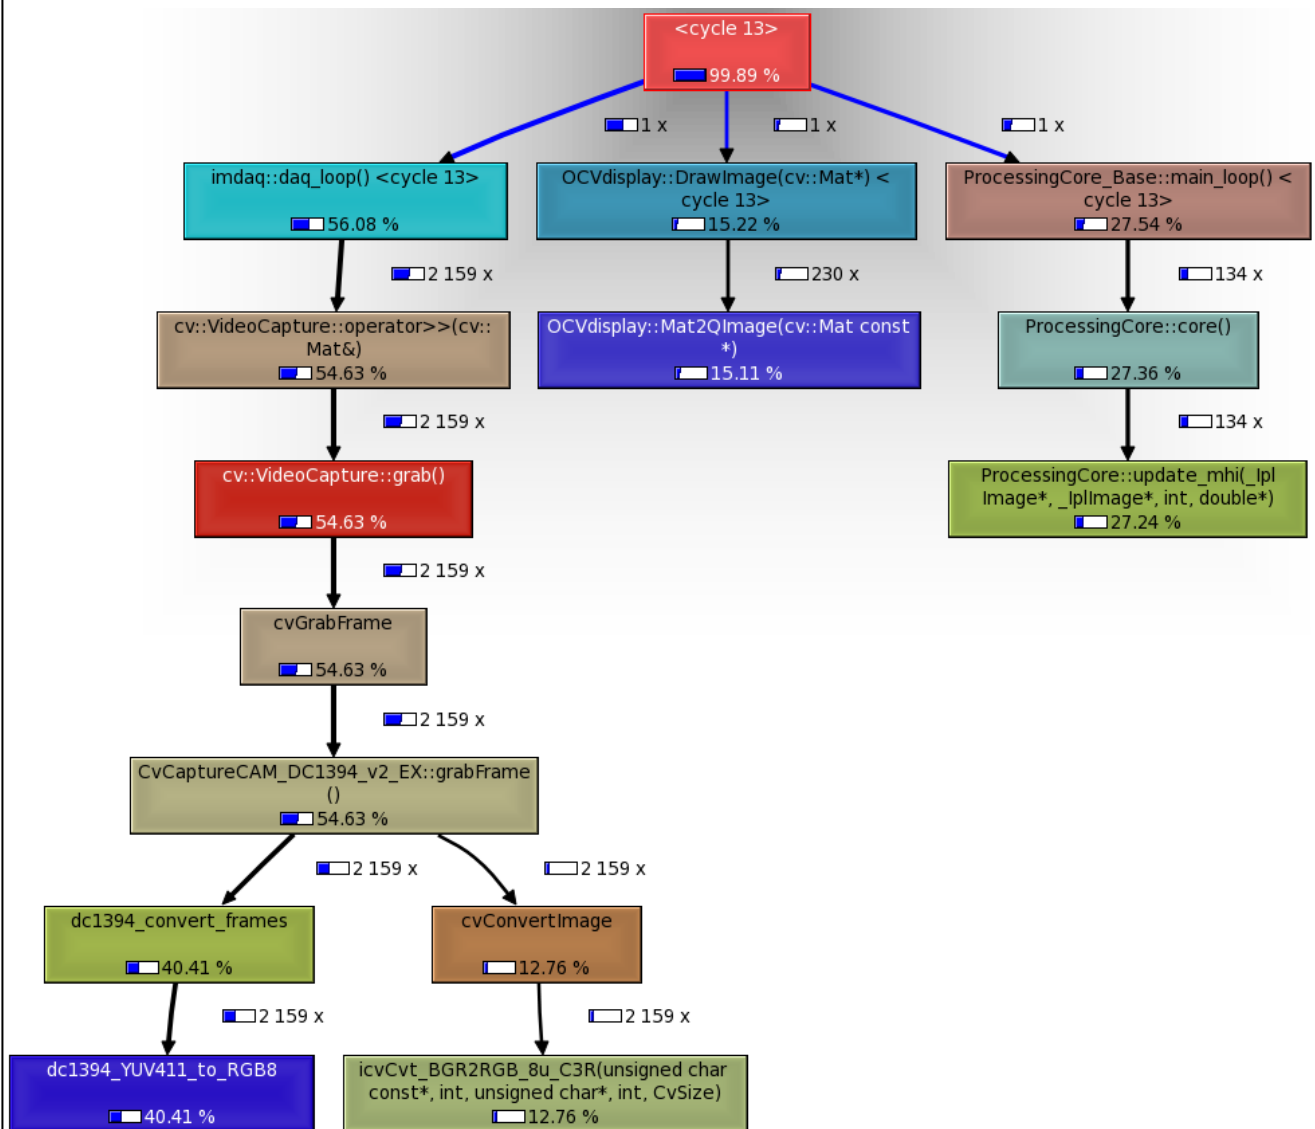 <cycle 13>
99.89 %
1 x
1 x
1 x
imdaq::daq_loop() <cycle 13>
56.08 %
OCVdisplay::DrawImage(cv::Mat*) <
cycle 13>
15.22 %
ProcessingCore_Base::main_loop() <
cycle 13>
27.54 %
2 159 x
230 x
134 x
cv::VideoCapture::operator>>(cv::
Mat&)
54.63 %
OCVdisplay::Mat2QImage(cv::Mat const
*)
15.11 %
ProcessingCore::core()
27.36 %
2 159 x
134 x
cv::VideoCapture::grab()
54.63 %
ProcessingCore::update_mhi(_Ipl
Image*, _IplImage*, int, double*)
27.24 %
2 159 x
cvGrabFrame
54.63 %
2 159 x
CvCaptureCAM_DC1394_v2_EX::grabFrame
()
54.63 %
2 159 x
2 159 x
dc1394_convert_frames
40.41 %
cvConvertImage
12.76 %
2 159 x
2 159 x
dc1394_YUV411_to_RGB8
40.41 %
icvCvt_BGR2RGB_8u_C3R(unsigned char
const*, int, unsigned char*, int, CvSize)
12.76 %